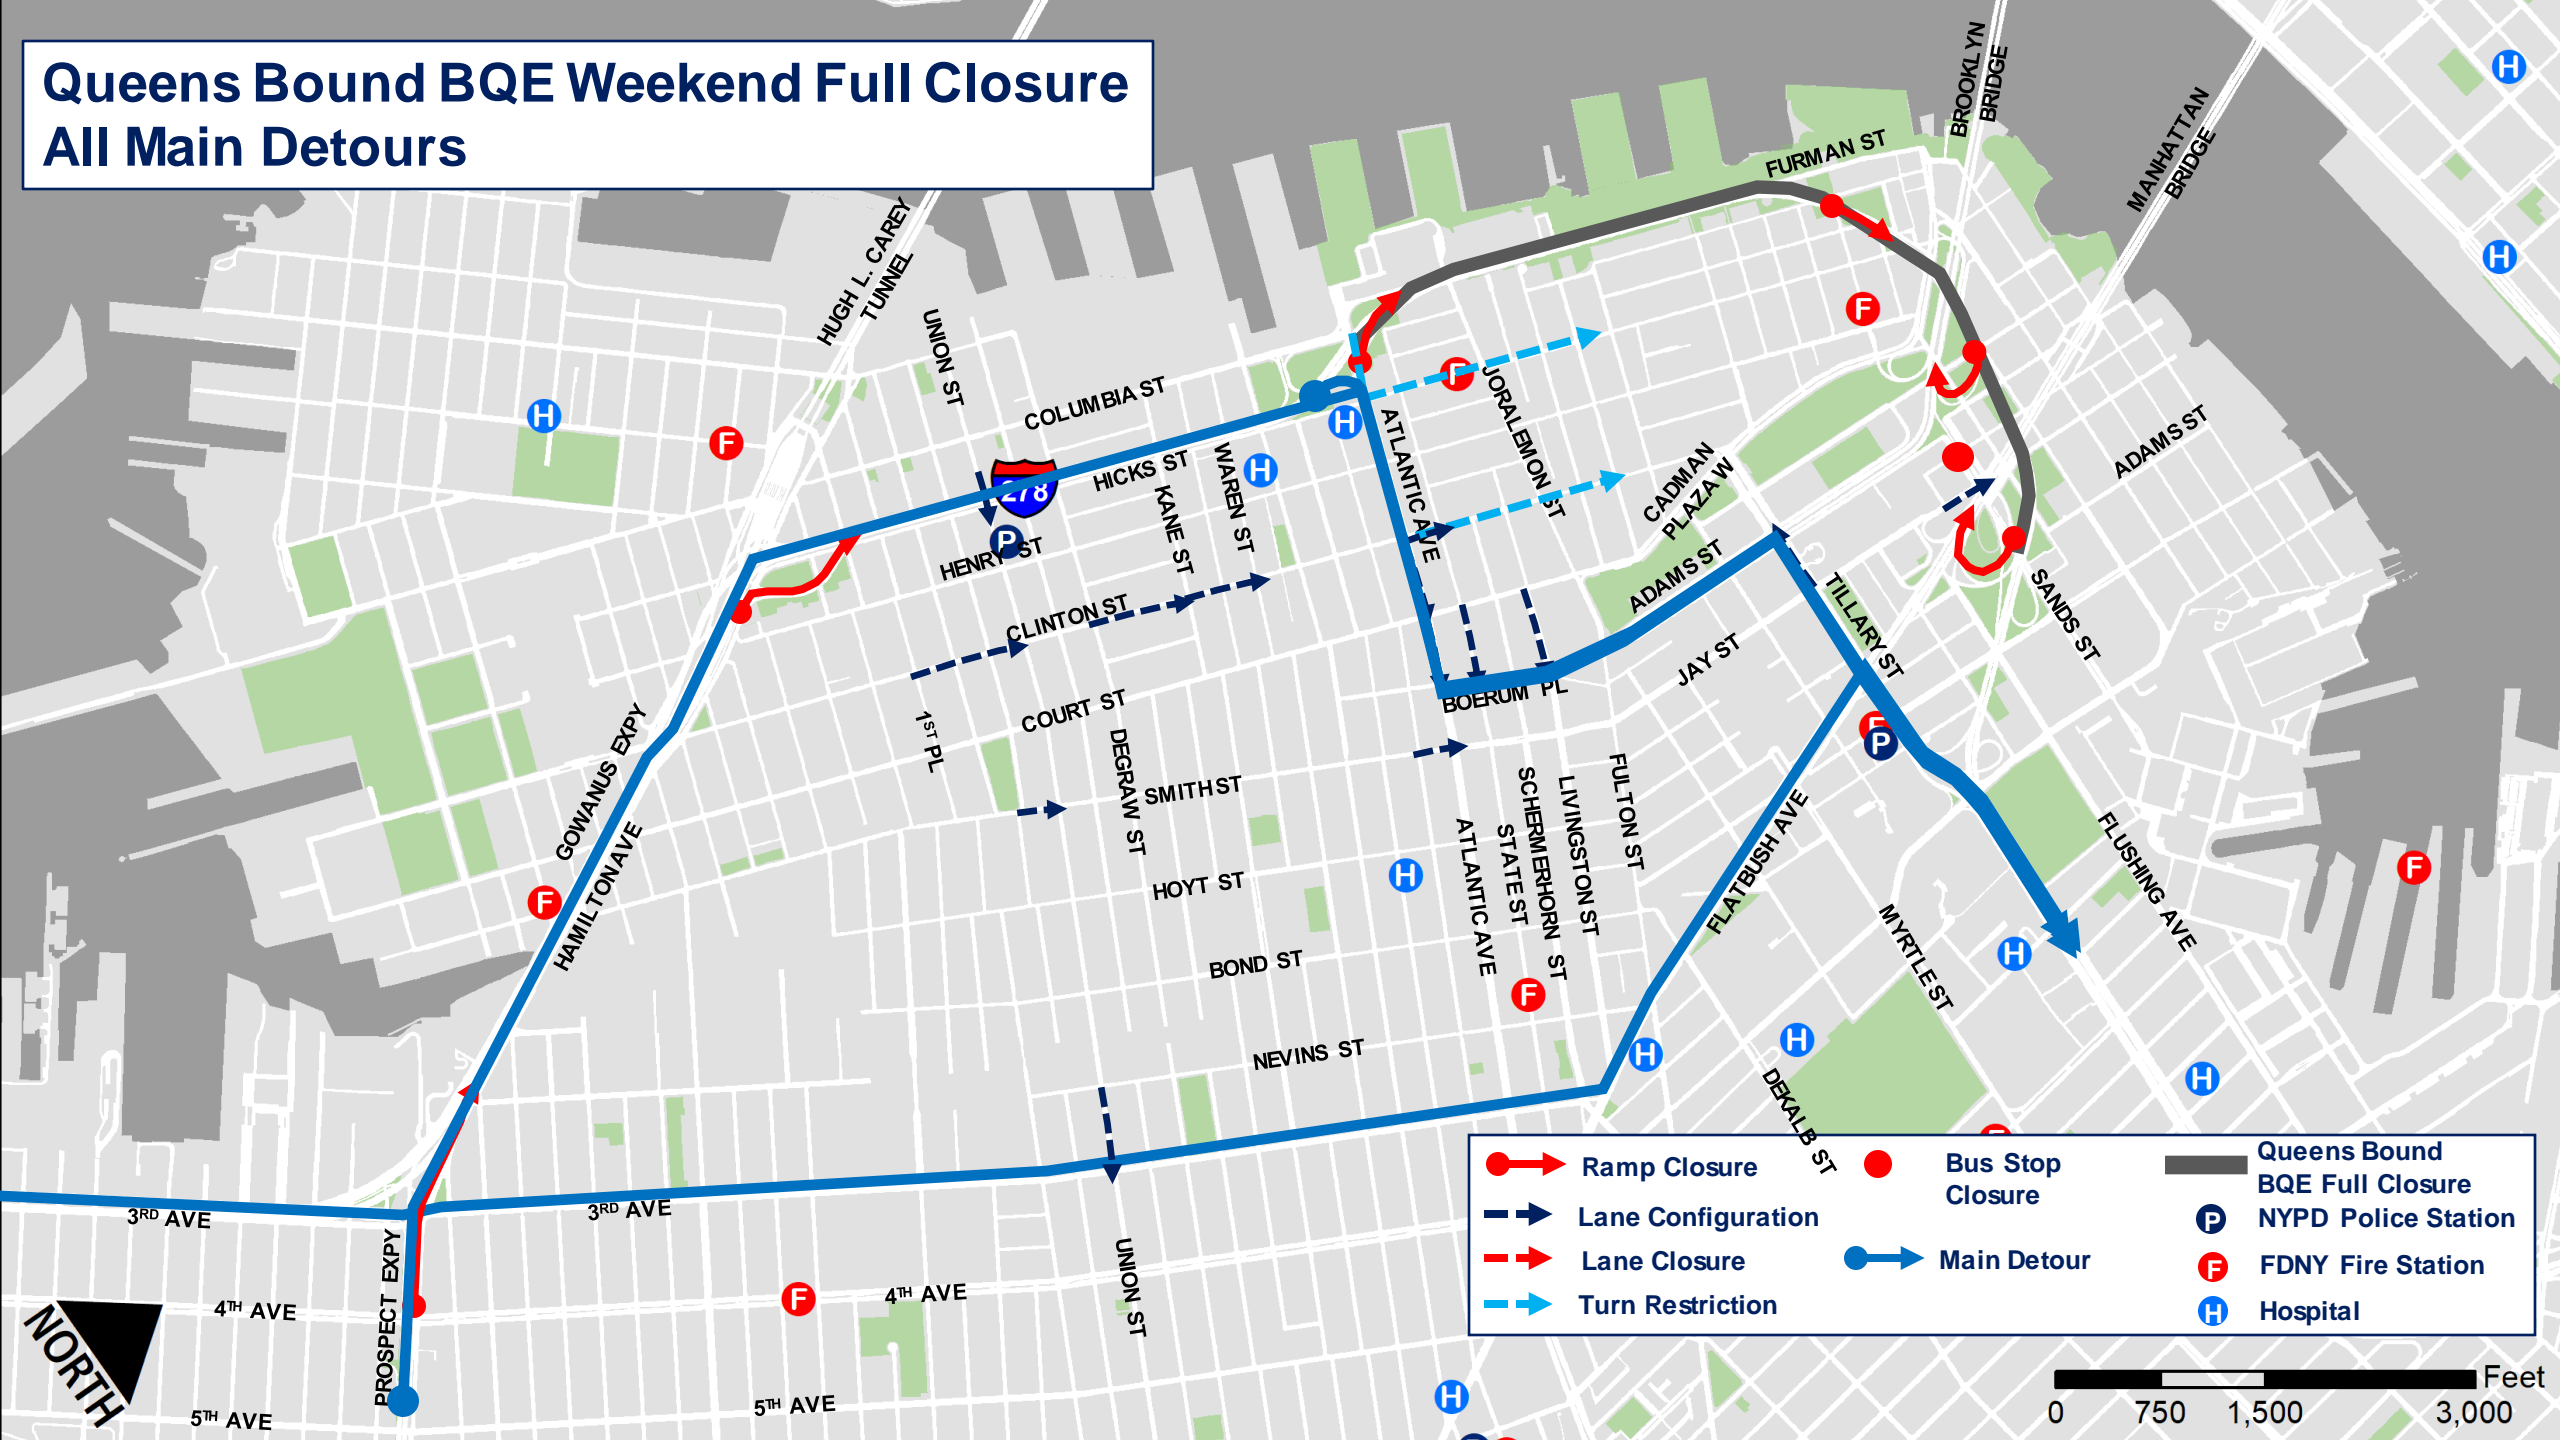 Queens Bound BQE Weekend Full Closure
All Main Detours
BROOKLYN
BRIDGE
MANHATTAN
BRIDGE
FURMAN ST
HUGH L. CAREY
TUNNEL
UNION ST
COLUMBIA ST
HICKS ST
278
KANE ST
WAREN ST
ATLANTIC AVE
JORALEMON ST
CADMAN
PLAZA W
ADAMS ST
HENRY ST
CLINTON ST
ADAMS ST
TILLARY ST
SANDS ST
JAY ST
BOERUM PL
1ST PL
COURT ST
DEGRAW ST
SMITH ST
GOWANUS EXPY
HAMILTON AVE
HOYT ST
BOND ST
NEVINS ST
ATLANTIC AVE
STATE ST
SCHERMERHORN ST
LIVINGSTON ST
FULTON ST
FLATBUSH AVE
FLUSHING AVE
MYRTLE ST
DEKALB ST
3RD AVE
3RD AVE
PROSPECT EXPY
4TH AVE
4TH AVE
UNION ST
5TH AVE
5TH AVE
NORTH
H
H
H
H
H
H
H
H
H
H
H
H
F
F
F
F
F
F
F
F
F
P
P
Ramp Closure
Lane Configuration
Lane Closure
Turn Restriction
Bus Stop
Closure
Main Detour
Queens Bound
BQE Full Closure
P NYPD Police Station
F FDNY Fire Station
H Hospital
Feet
0 750 1,500 3,000